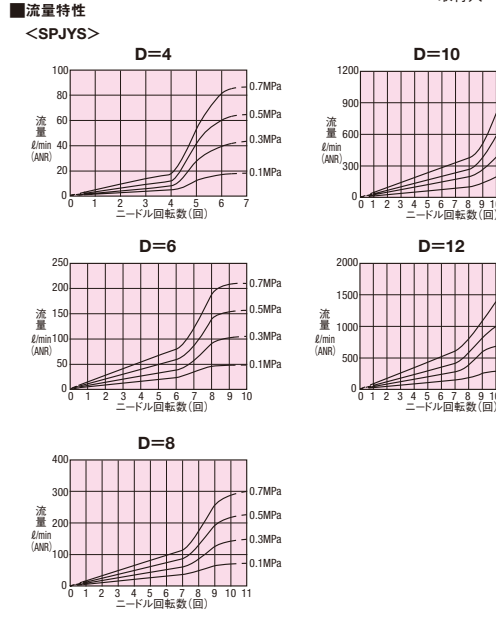 ■流量特性
<SPJYS>
D=4
100
80
60
40
20
0
流量
ℓ/min
(ANR)
0.7MPa
0.5MPa
0.3MPa
0.1MPa
0 1 2 3 4 5 6 7
ニードル回転数(回)
D=10
1200
900
600
300
0
流量
ℓ/min
(ANR)
0 1 2 3 4 5 6 7 8 9
ニードル回転数(回)
D=6
250
200
150
100
50
0
流量
ℓ/min
(ANR)
0.7MPa
0.5MPa
0.3MPa
0.1MPa
0 1 2 3 4 5 6 7 8 9 10
ニードル回転数(回)
D=12
2000
1500
1000
500
0
流量
ℓ/min
(ANR)
0 1 2 3 4 5 6 7 8 9
ニードル回転数(回)
D=8
400
300
200
100
0
流量
ℓ/min
(ANR)
0.7MPa
0.5MPa
0.3MPa
0.1MPa
0 1 2 3 4 5 6 7 8 9 10 11
ニードル回転数(回)